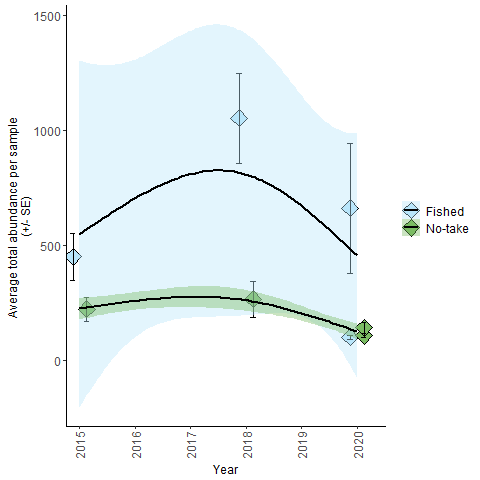 1500
1000
500
0
Average total abundance per sample
(+/- SE)
2015
2016
2017
2018
2019
2020
Year
Fished
No-take